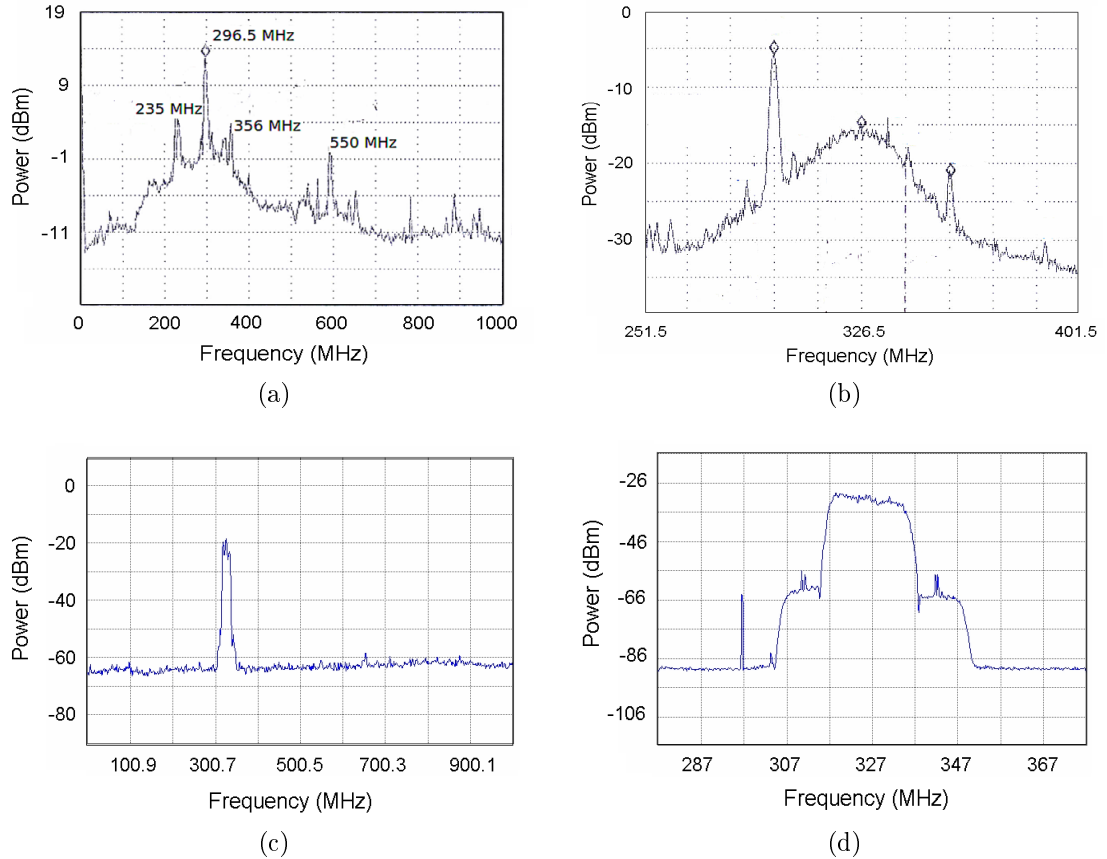 19
9
-1
-11
Power (dBm)
296.5 MHz
235 MHz
356 MHz
550 MHz
0 200 400 600 800 1000
Frequency (MHz)
(a)
0
-10
-20
-30
Power (dBm)
251.5 326.5 401.5
Frequency (MHz)
(b)
0
-20
-40
-60
-80
Power (dBm)
100.9 300.7 500.5 700.3 900.1
Frequency (MHz)
(c)
-26
-46
-66
-86
-106
Power (dBm)
287 307 327 347 367
Frequency (MHz)
(d)